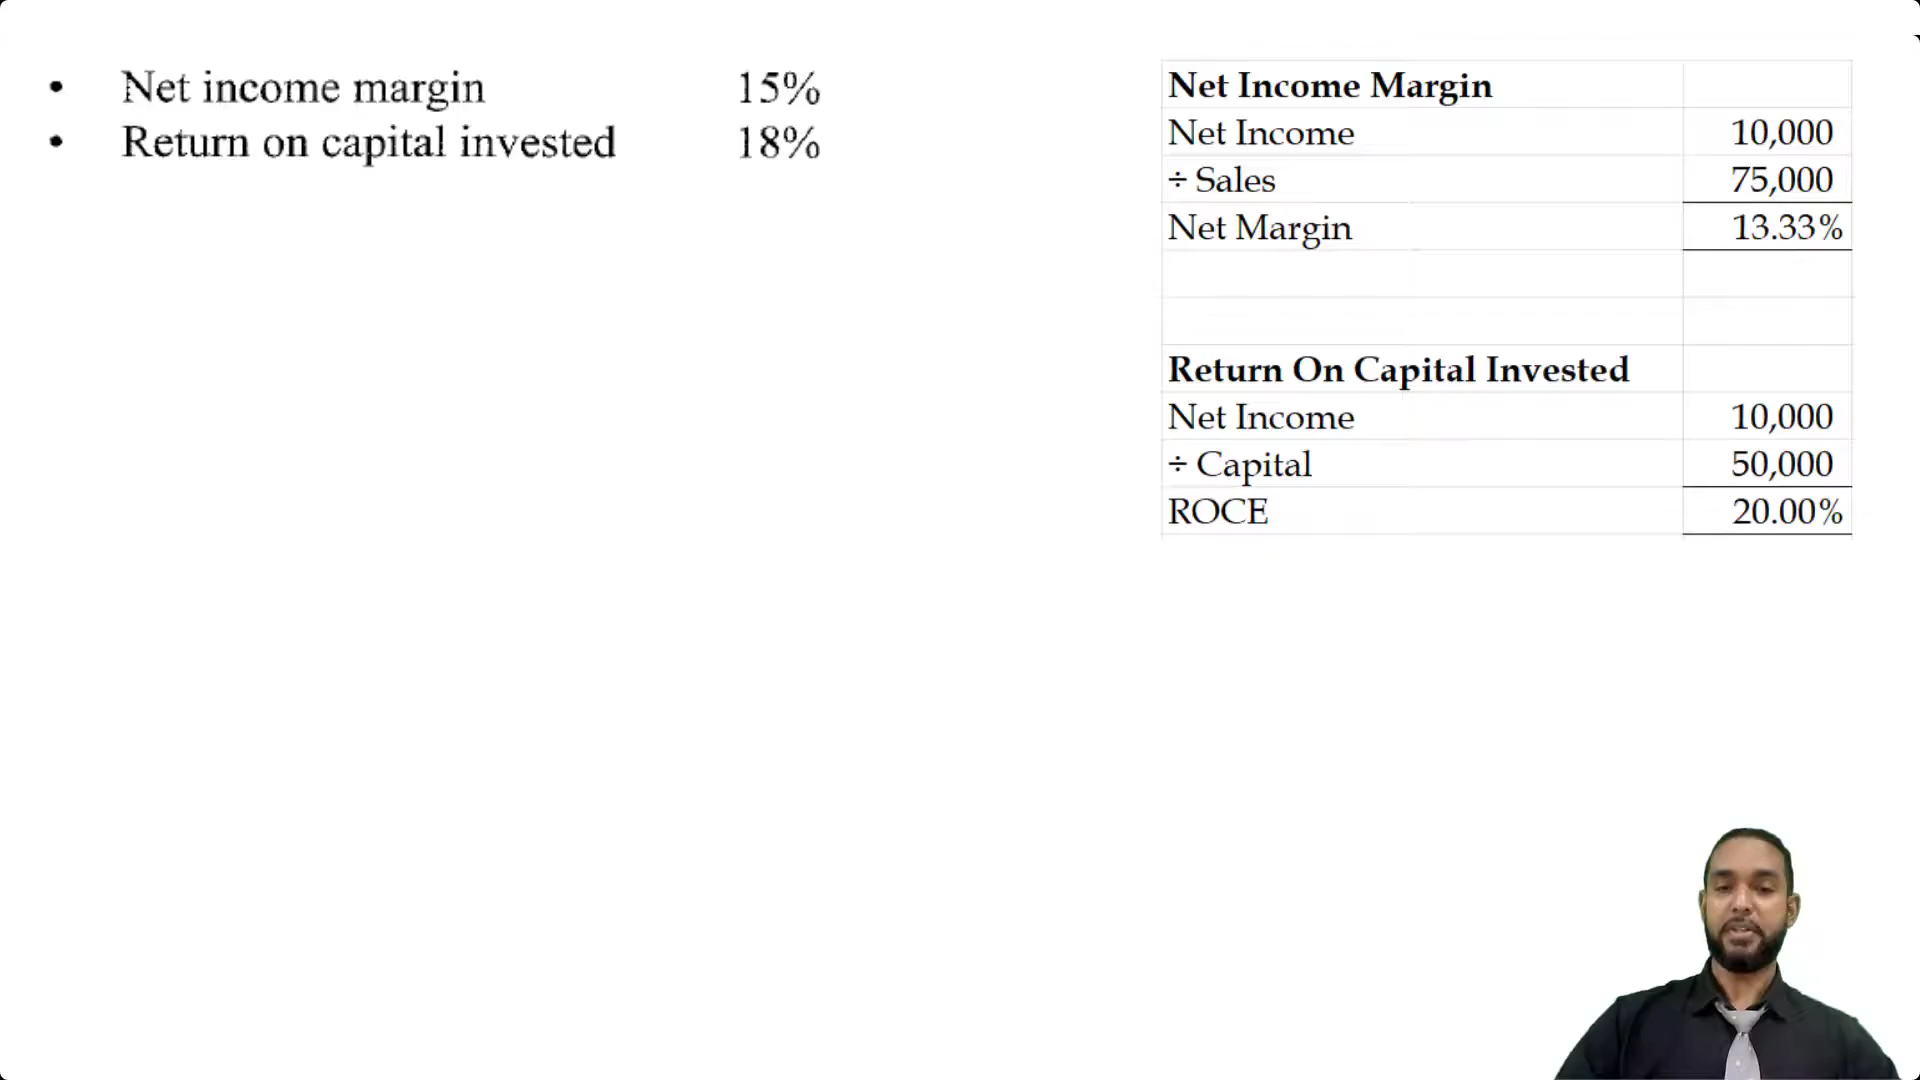 • Net income margin 15%
• Return on capital invested 18%
Net Income Margin
Net Income 10,000
÷ Sales 75,000
Net Margin 13.33%
Return On Capital Invested
Net Income 10,000
÷ Capital 50,000
ROCE 20.00%